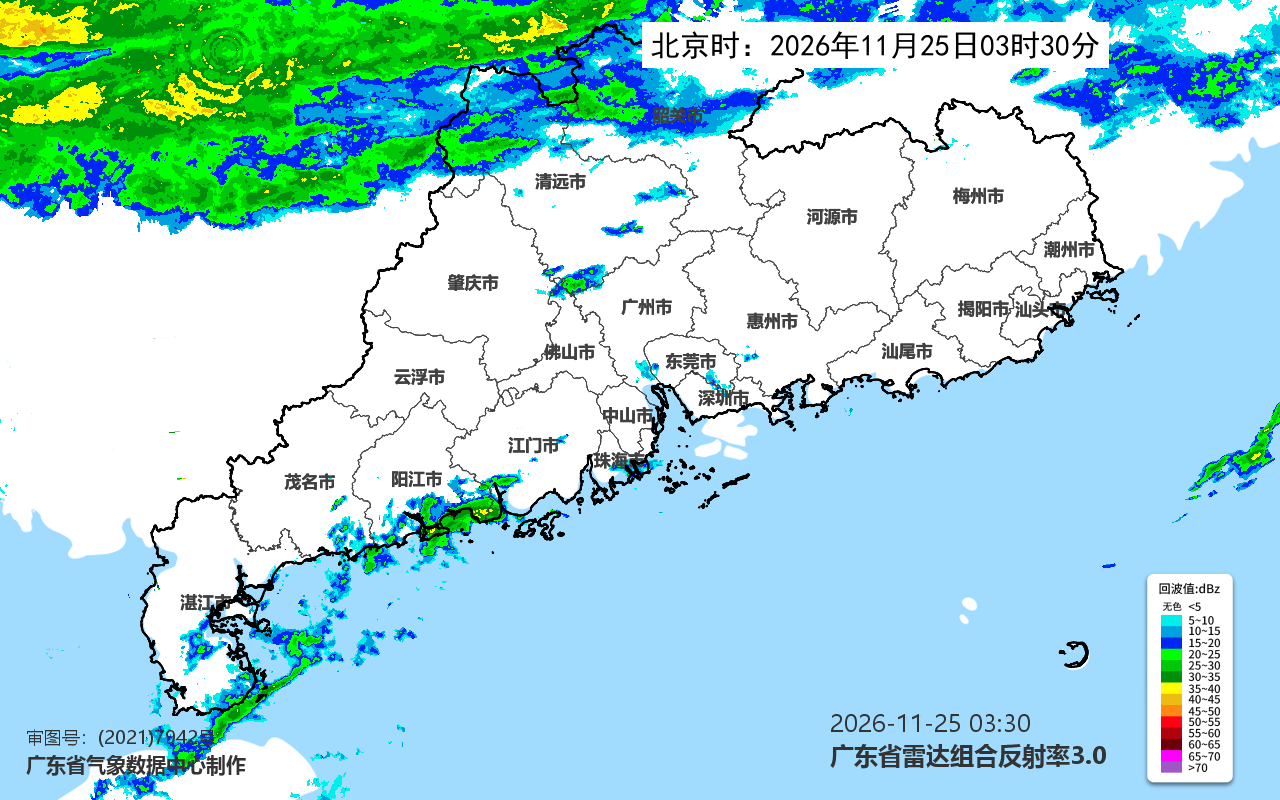 北京时：2026年11月25日03时30分
韶关市
清远市
梅州市
河源市
潮州市
肇庆市
广州市
揭阳市
汕头市
惠州市
佛山市
东莞市
汕尾市
云浮市
深圳市
中山市
江门市
珠海市
阳江市
茂名市
湛江市
回波值:dBz
无色 <5
5~10
10~15
15~20
20~25
25~30
30~35
35~40
40~45
45~50
50~55
55~60
60~65
65~70
>70
2026-11-25 03:30
广东省雷达组合反射率3.0
审图号：(2021)7942号
广东省气象数据中心制作